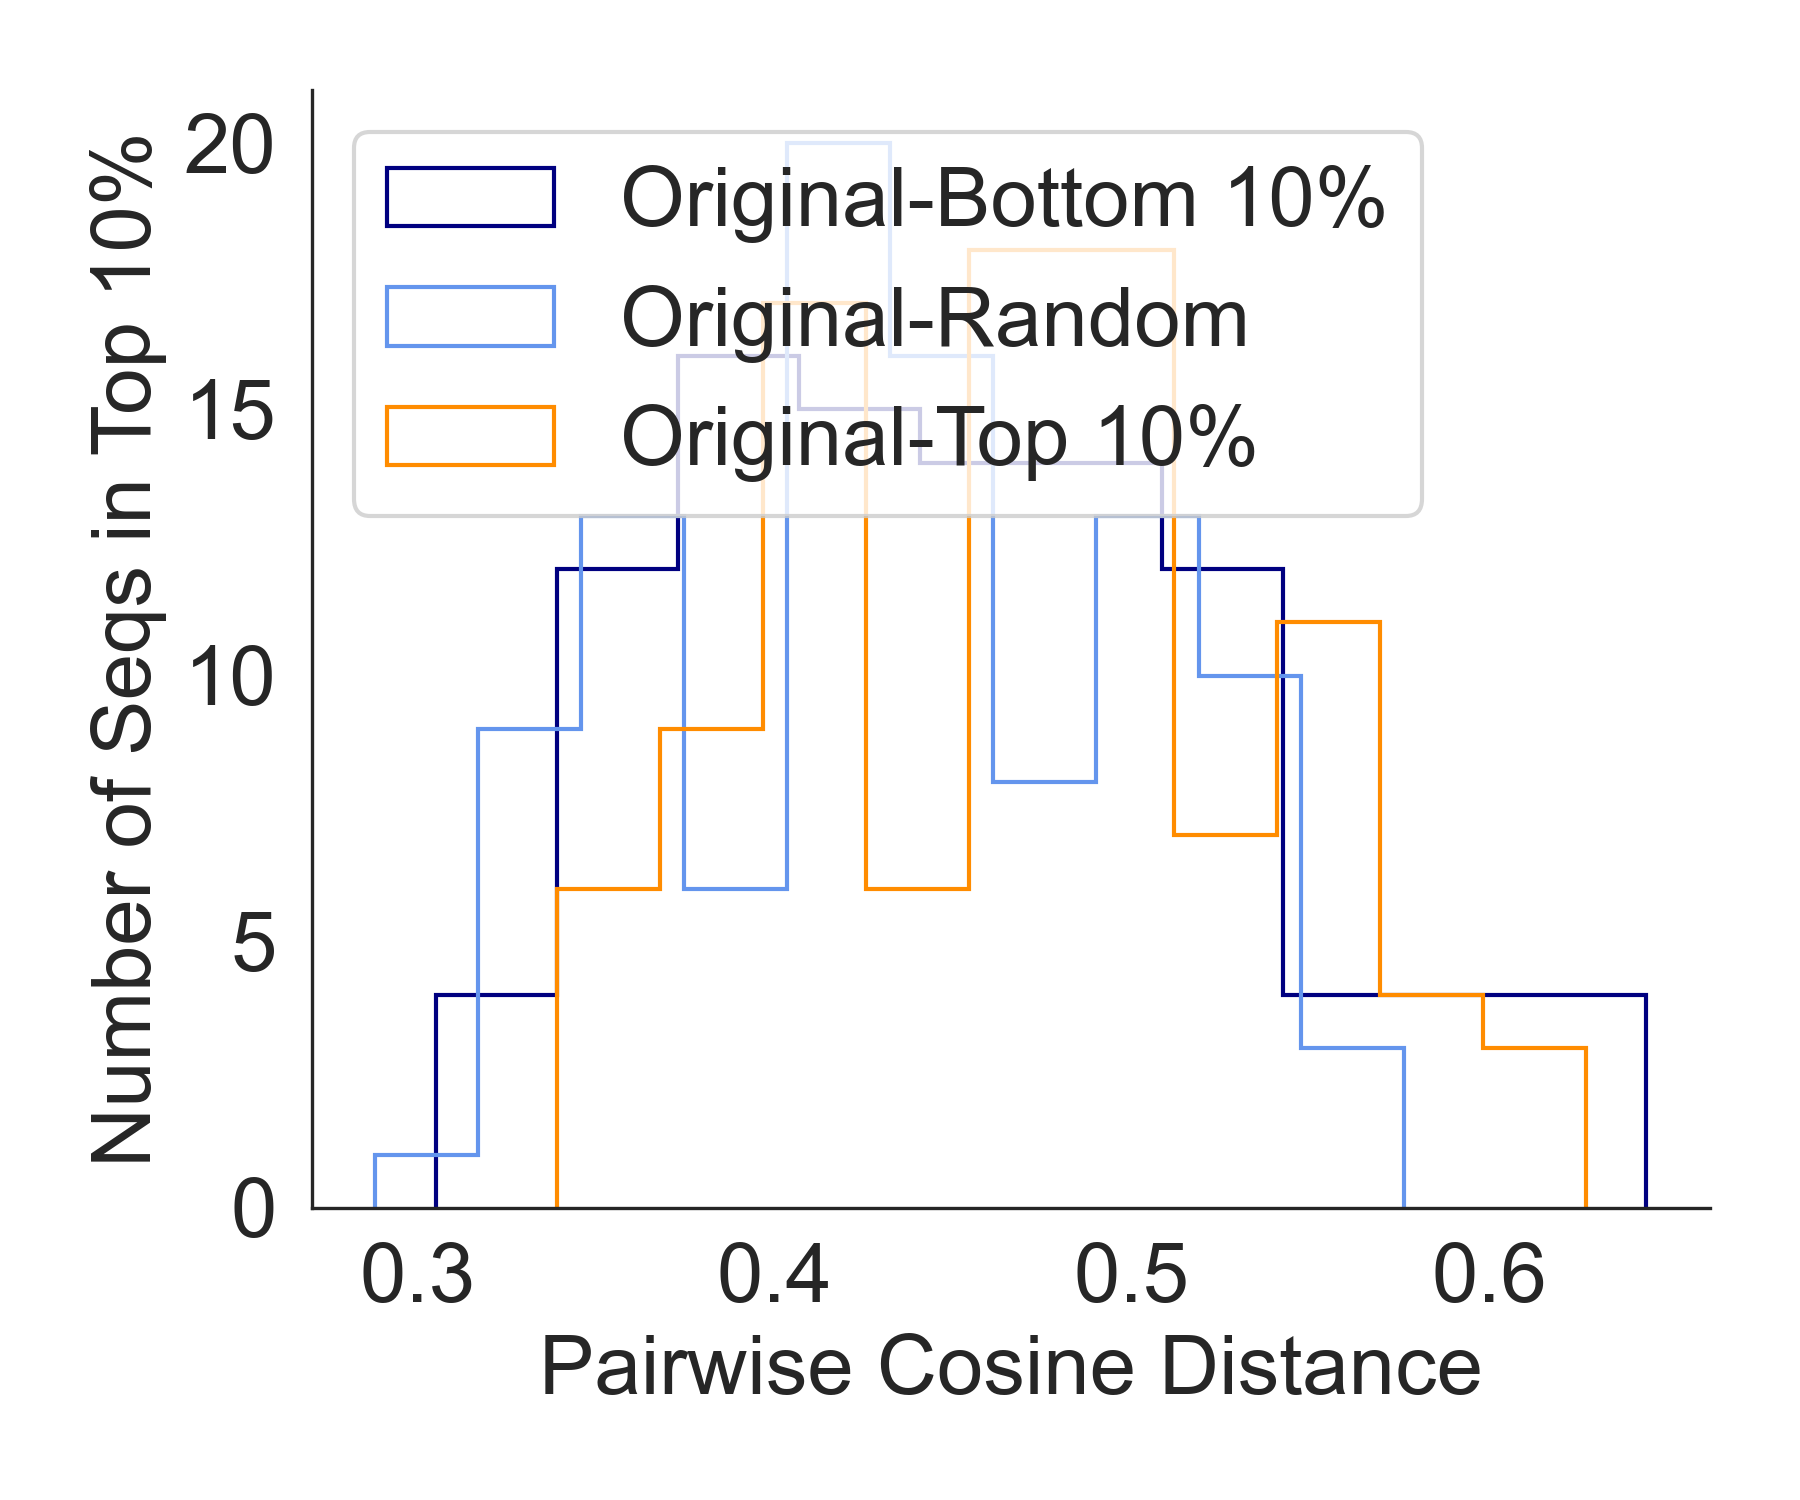 Number of Seqs in Top 10%
20
15
10
5
0
Original-Bottom 10%
Original-Random
Original-Top 10%
0.3 0.4 0.5 0.6
Pairwise Cosine Distance